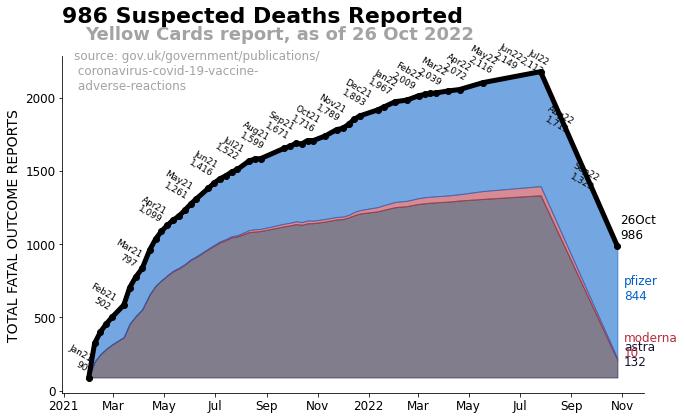 986 Suspected Deaths Reported
Yellow Cards report, as of 26 Oct 2022
source: gov.uk/government/publications/
coronavirus-covid-19-vaccine-
adverse-reactions
TOTAL FATAL OUTCOME REPORTS
2000
1500
1000
500
0
Jan21
90
Feb21
502
Mar21
797
Apr21
1,099
May21
1,261
Jun21
1,416
Jul21
1,522
Aug21
1,599
Sep21
1,671
Oct21
1,716
Nov21
1,789
Dec21
1,893
Jan22
1,967
Feb22
2,009
Mar22
2,039
Apr22
2,072
May22
2,116
Jun22
2,149
Jul22
Aug22
Sep22
26Oct
986
pfizer
844
moderna
10
astra
132
2021
Mar
May
Jul
Sep
Nov
2022
Mar
May
Jul
Sep
Nov